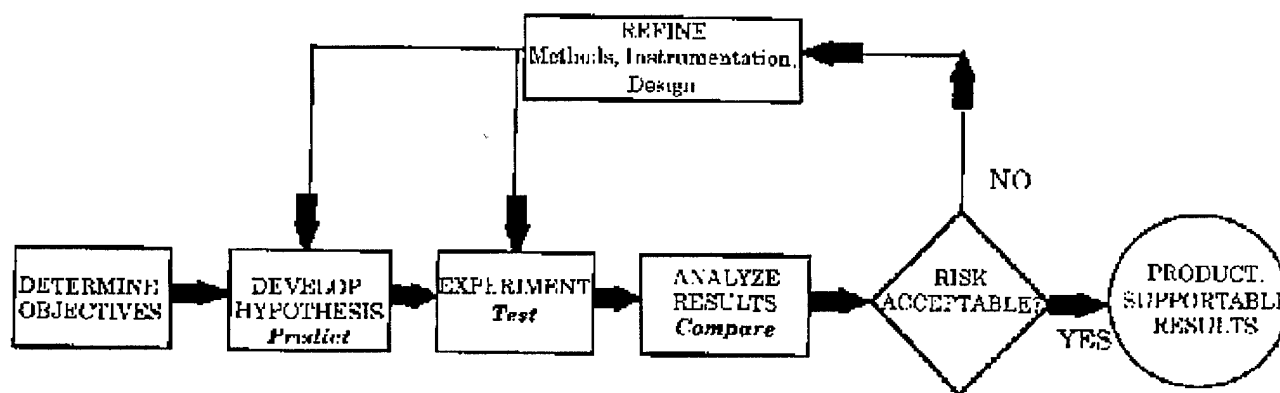 REFINE
Methods, Instrumentation,
Design
NO
DETERMINE
OBJECTIVES
DEVELOP
HYPOTHESIS
Predict
EXPERIMENT
Test
ANALYZE
RESULTS
Compare
RISK
ACCEPTABLE?
YES
PRODUCT.
SUPPORTABLE
RESULTS